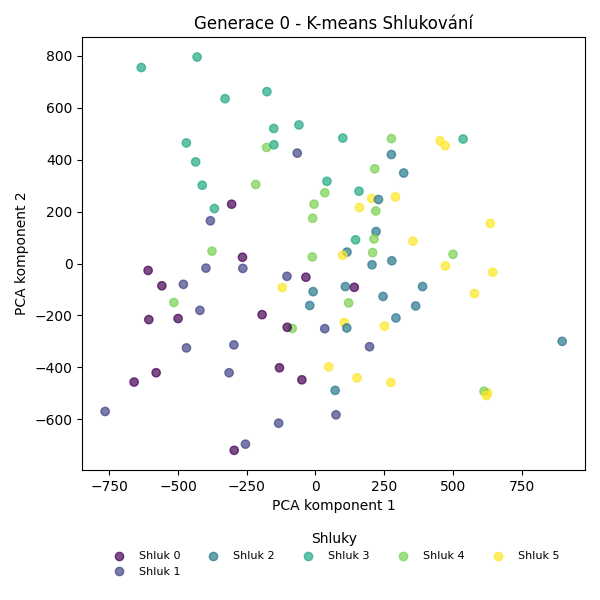 Generace 0 - K-means Shlukování
PCA komponent 2
800
600
400
200
0
−200
−400
−600
−750
−500
−250
0
250
500
750
PCA komponent 1
Shluky
Shluk 0
Shluk 1
Shluk 2
Shluk 3
Shluk 4
Shluk 5